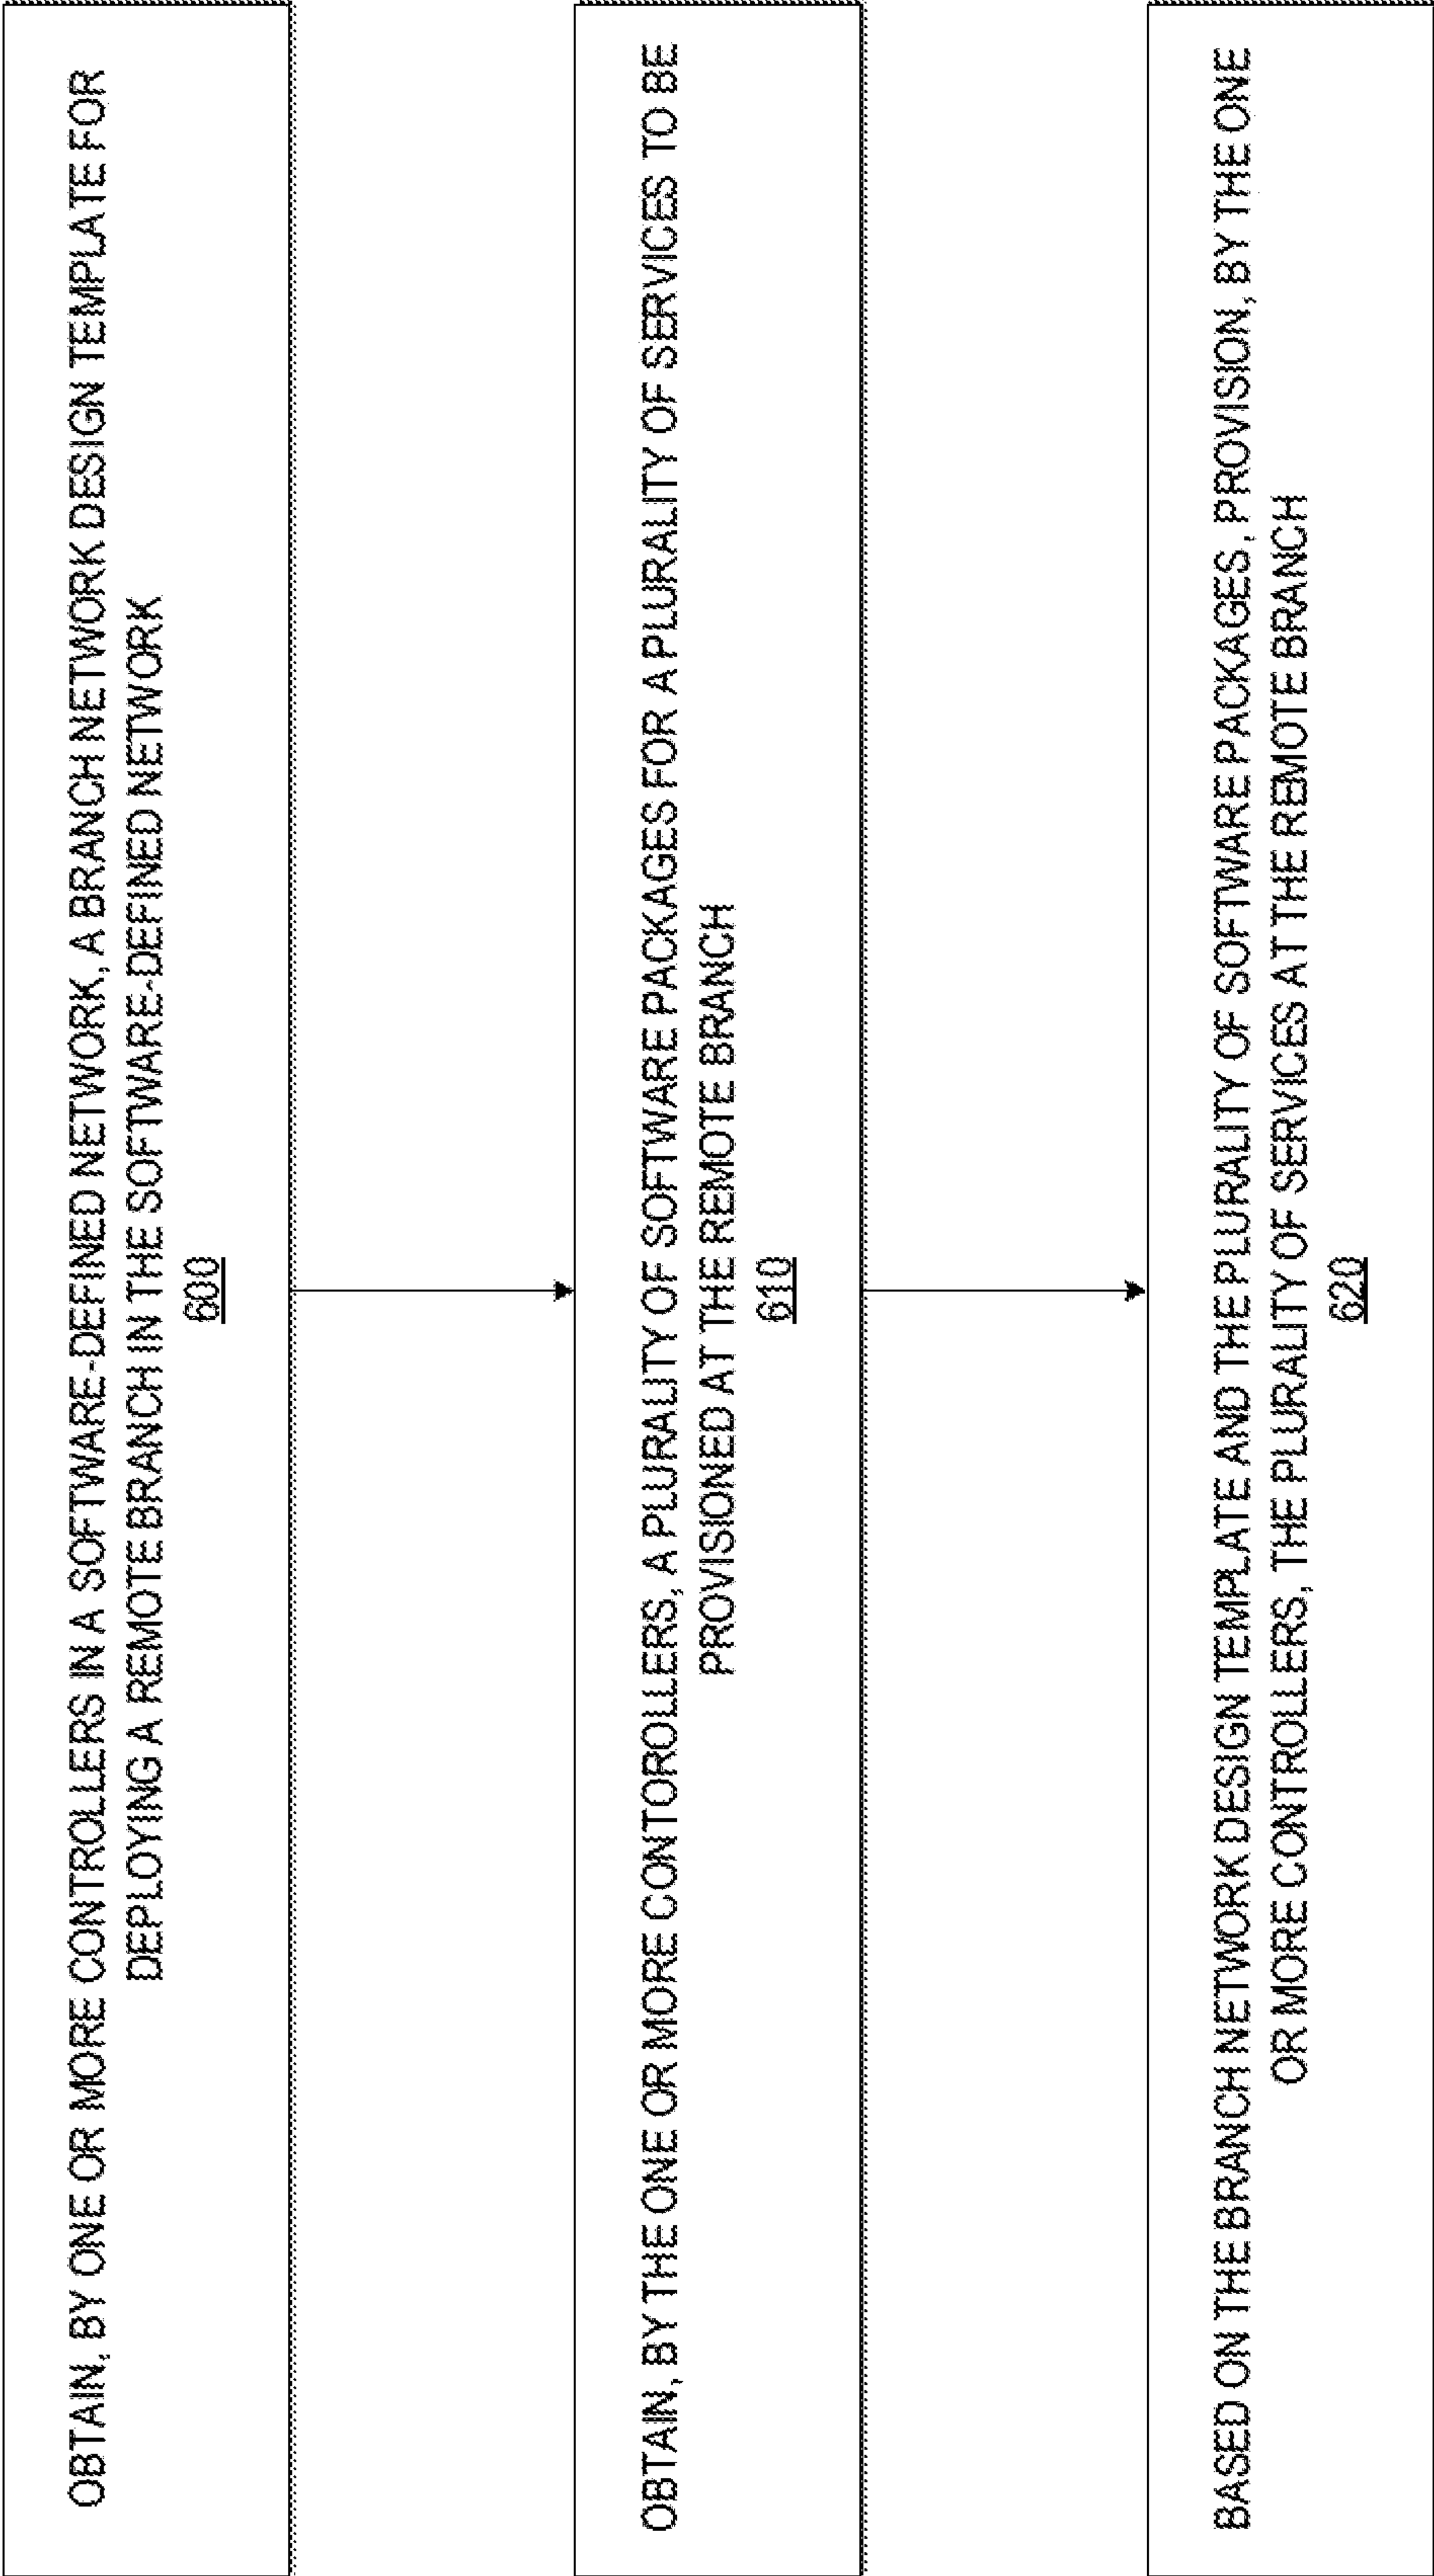 OBTAIN, BY ONE OR MORE CONTROLLERS IN A SOFTWARE-DEFINED NETWORK, A BRANCH NETWORK DESIGN TEMPLATE FOR
DEPLOYING A REMOTE BRANCH IN THE SOFTWARE-DEFINED NETWORK
600
OBTAIN, BY THE ONE OR MORE CONTOROLLERS, A PLURALITY OF SOFTWARE PACKAGES FOR A PLURALITY OF SERVICES TO BE
PROVISIONED AT THE REMOTE BRANCH
610
BASED ON THE BRANCH NETWORK DESIGN TEMPLATE AND THE PLURALITY OF SOFTWARE PACKAGES, PROVISION, BY THE ONE
OR MORE CONTROLLERS, THE PLURALITY OF SERVICES AT THE REMOTE BRANCH
620